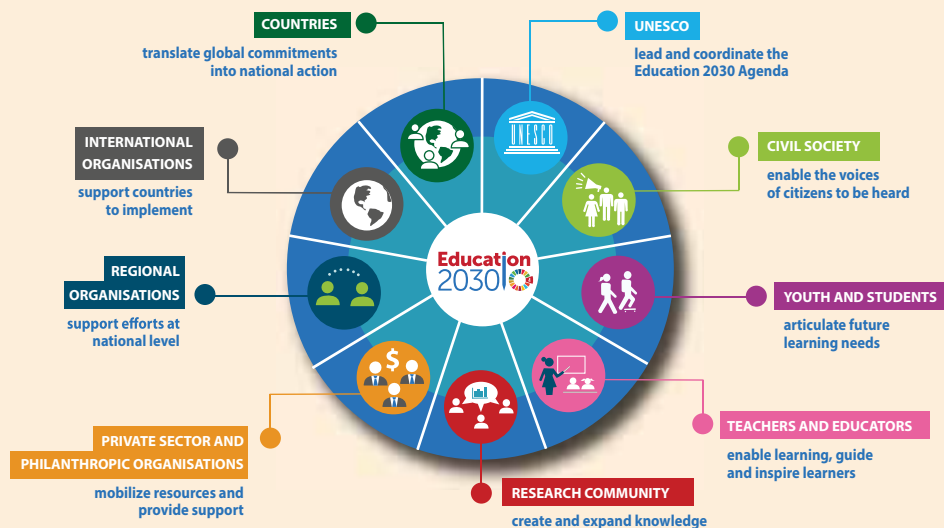 COUNTRIES
translate global commitments
into national action
UNESCO
lead and coordinate the
Education 2030 Agenda
UNESCO
INTERNATIONAL
ORGANISATIONS
support countries
to implement
CIVIL SOCIETY
enable the voices
of citizens to be heard
Education
2030
REGIONAL
ORGANISATIONS
support efforts at
national level
YOUTH AND STUDENTS
articulate future
learning needs
$
PRIVATE SECTOR AND
PHILANTHROPIC ORGANISATIONS
mobilize resources and
provide support
TEACHERS AND EDUCATORS
enable learning, guide
and inspire learners
RESEARCH COMMUNITY
create and expand knowledge